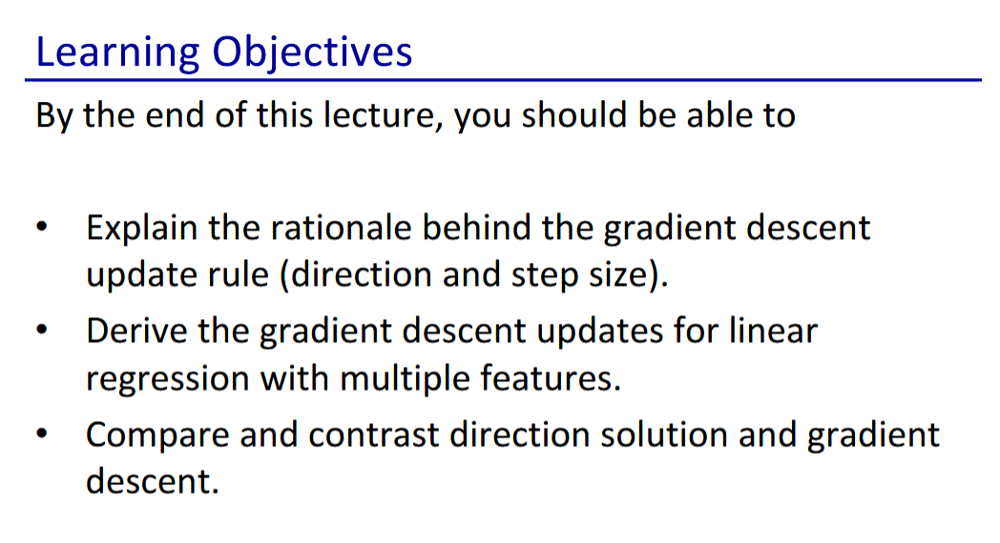 Learning Objectives
By the end of this lecture, you should be able to
• Explain the rationale behind the gradient descent
update rule (direction and step size).
• Derive the gradient descent updates for linear
regression with multiple features.
• Compare and contrast direction solution and gradient
descent.